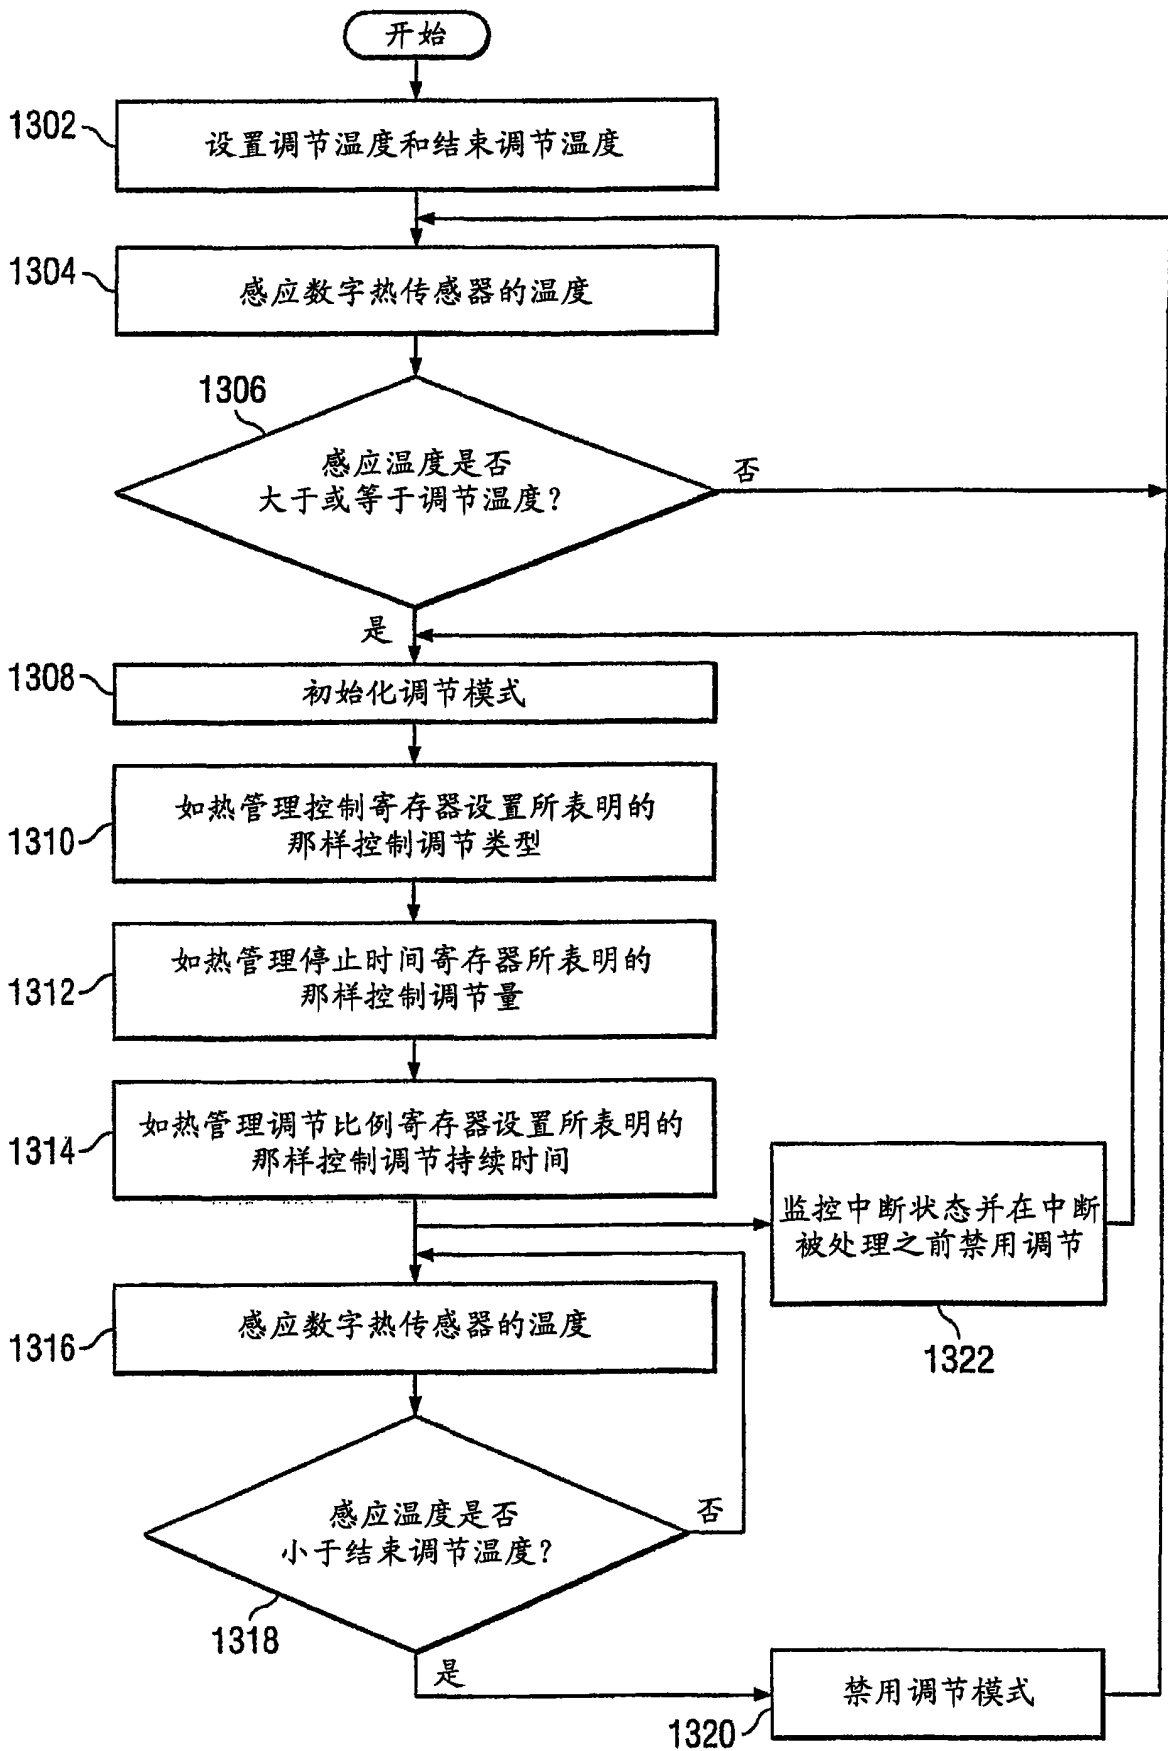 开始
1302
设置调节温度和结束调节温度
1304
感应数字热传感器的温度
1306
感应温度是否
大于或等于调节温度?
否
是
1308
初始化调节模式
1310
如热管理控制寄存器设置所表明的
那样控制调节类型
1312
如热管理停止时间寄存器所表明的
那样控制调节量
1314
如热管理调节比例寄存器设置所表明的
那样控制调节持续时间
监控中断状态并在中断
被处理之前禁用调节
1322
1316
感应数字热传感器的温度
感应温度是否
小于结束调节温度?
否
1318
是
禁用调节模式
1320